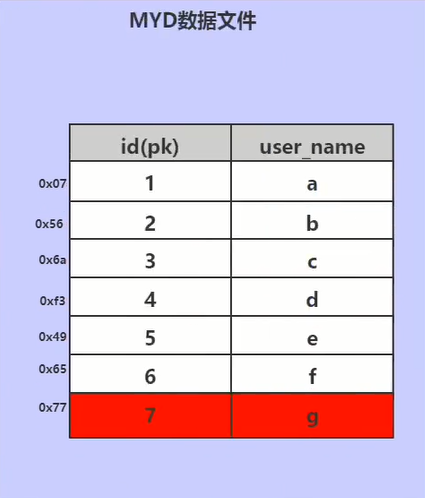 MYD数据文件
id(pk) user_name
0x07 1 a
0x56 2 b
0x6a 3 c
0xf3 4 d
0x49 5 e
0x65 6 f
0x77 7 g